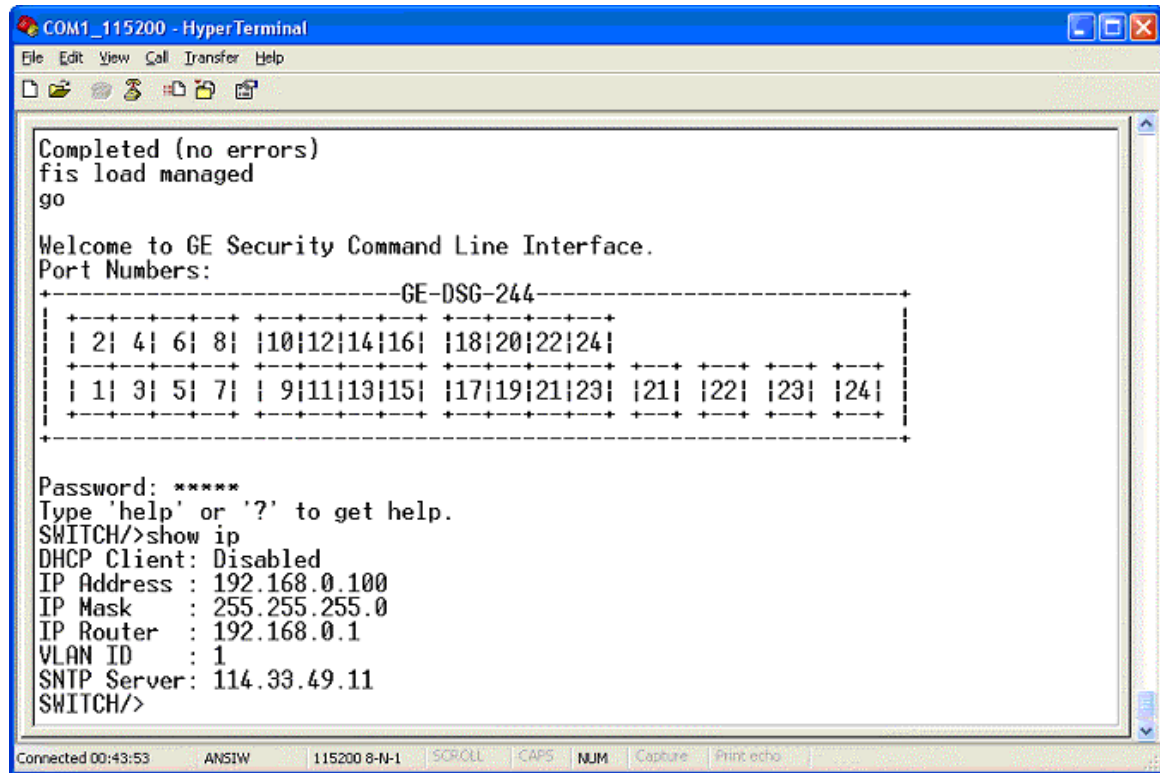 COM1_115200 - HyperTerminal
File Edit View Call Transfer Help
Completed (no errors)
fis load managed
go
Welcome to GE Security Command Line Interface.
Port Numbers:
+--------------------------GE-DSG-244---------------------------+
| +--+--+--+--+ +--+--+--+--+ +--+--+--+--+ |
| | 2| 4| 6| 8| |10|12|14|16| |18|20|22|24| |
| +--+--+--+--+ +--+--+--+--+ +--+--+--+--+ +--+ +--+ +--+ +--+ |
| | 1| 3| 5| 7| | 9|11|13|15| |17|19|21|23| |21| |22| |23| |24| |
| +--+--+--+--+ +--+--+--+--+ +--+--+--+--+ +--+ +--+ +--+ +--+ |
+---------------------------------------------------------------+
Password: *****
Type 'help' or '?' to get help.
SWITCH/>show ip
DHCP Client: Disabled
IP Address : 192.168.0.100
IP Mask    : 255.255.255.0
IP Router  : 192.168.0.1
VLAN ID    : 1
SNTP Server: 114.33.49.11
SWITCH/>
Connected 00:43:53 ANSIW 115200 8-N-1 SCROLL CAPS NUM Capture Print echo